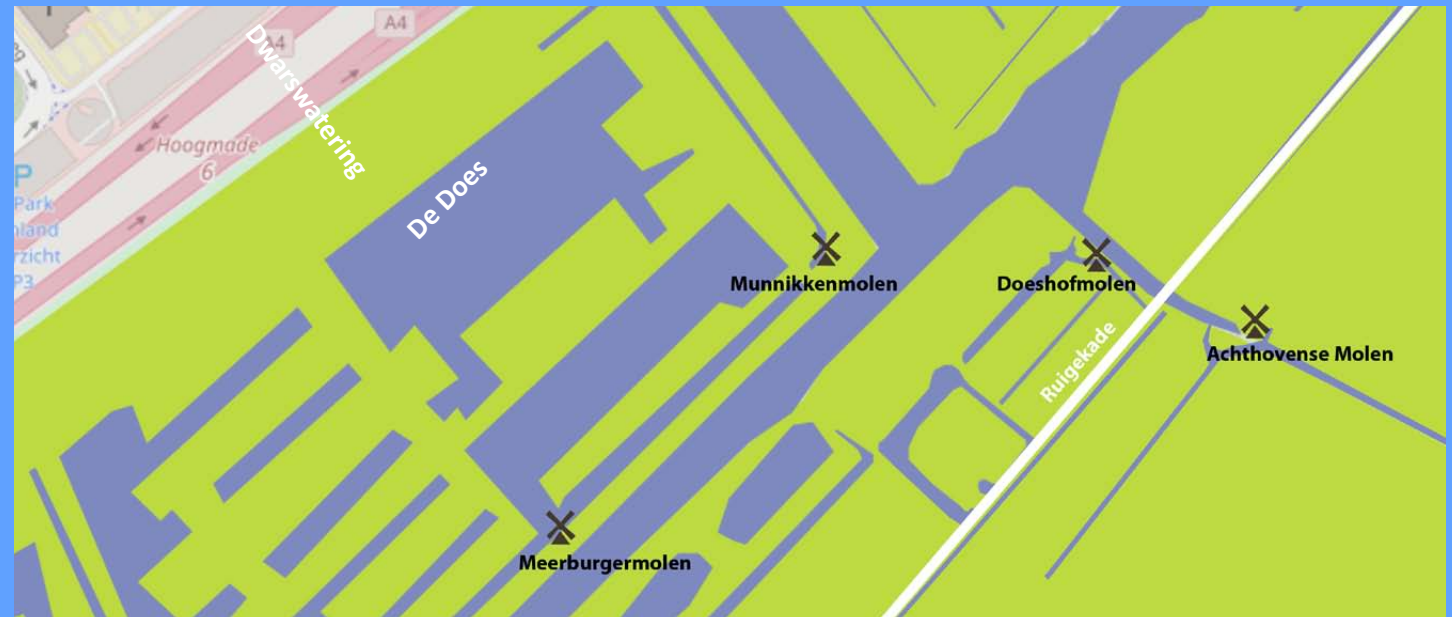 A4
A4
Dwarswatering
Hoogmade
6
De Does
P
Park
nland
rzicht
P3
Munnikkenmolen
Doeshofmolen
Ruigekade
Achthovense Molen
Meerburgermolen